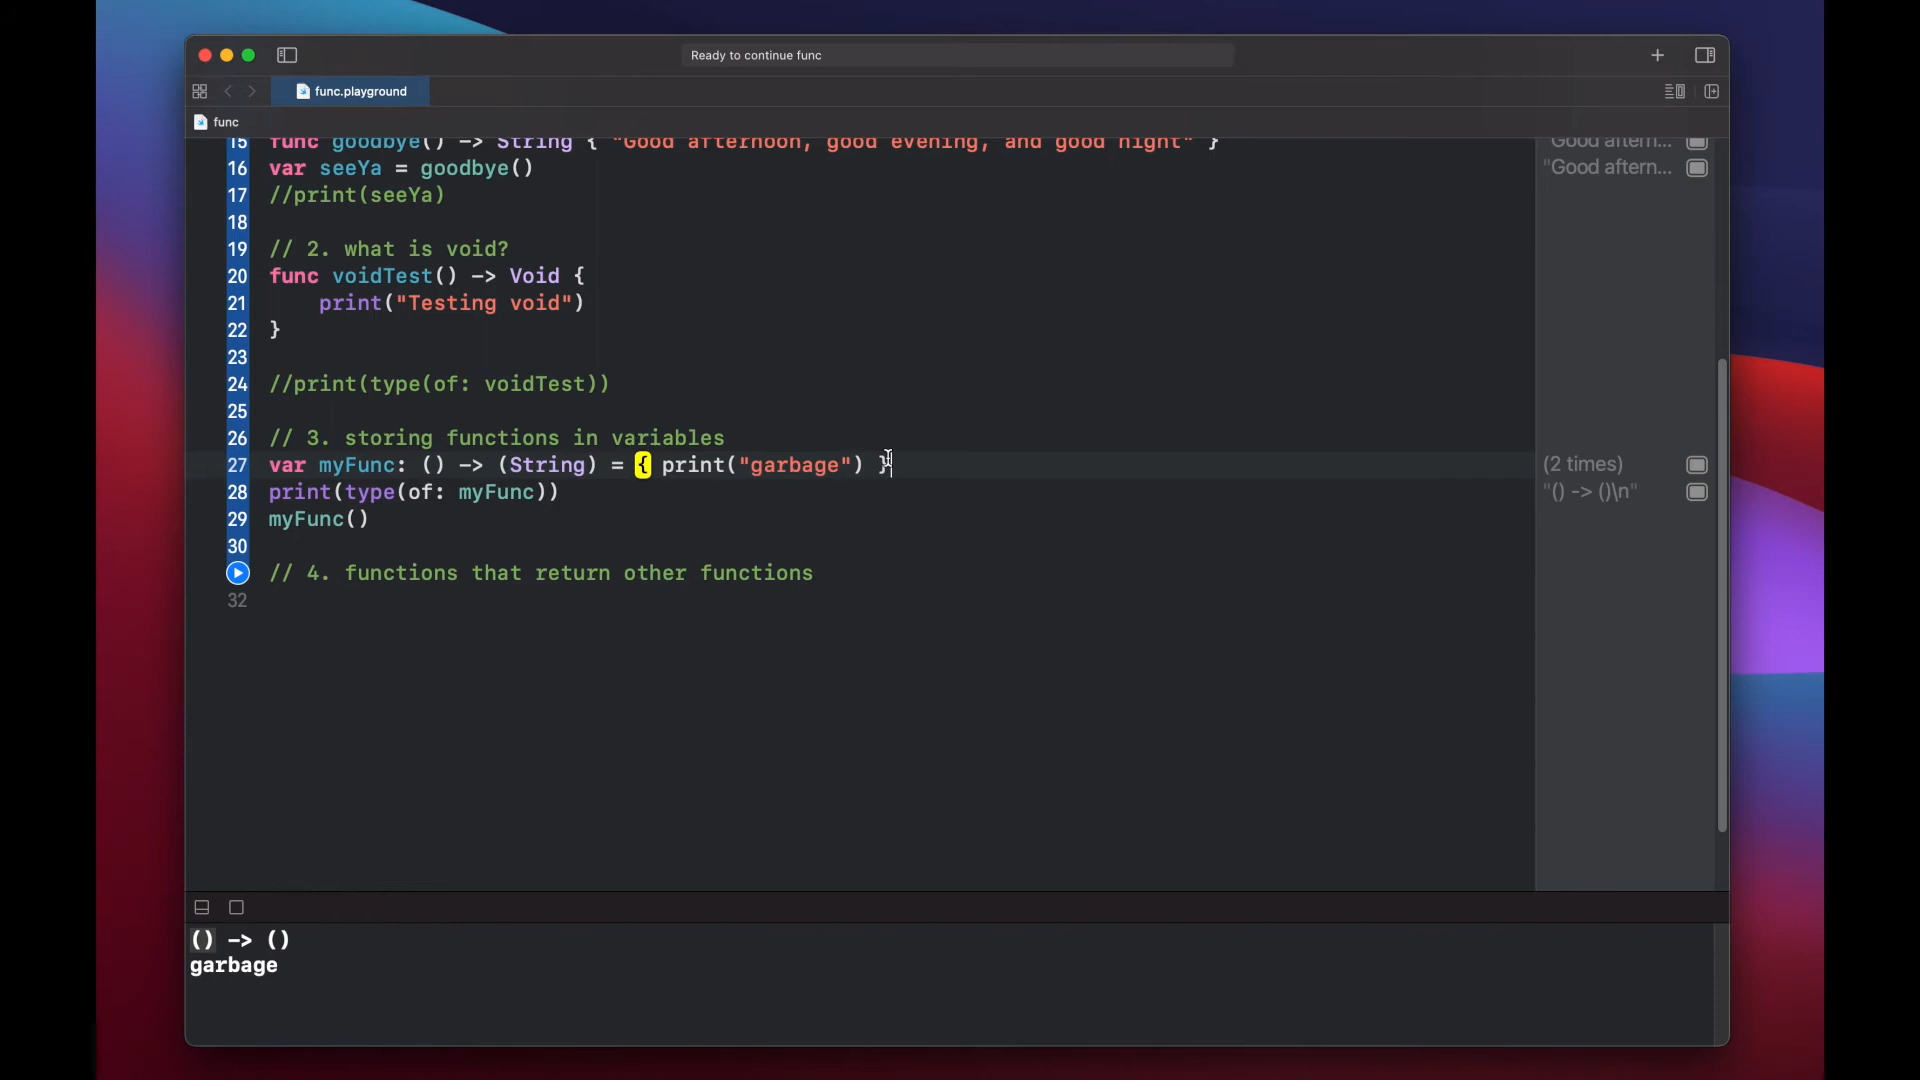 Ready to continue func
func.playground
func
15 func goodbye() -> String { "Good afternoon, good evening, and good night" } "Good aftern...
16 var seeYa = goodbye() "Good aftern...
17 //print(seeYa)
18
19 // 2. what is void?
20 func voidTest() -> Void {
21 print("Testing void")
22 }
23
24 //print(type(of: voidTest))
25
26 // 3. storing functions in variables
27 var myFunc: () -> (String) = { print("garbage") } (2 times)
28 print(type(of: myFunc)) "() -> ()\n"
29 myFunc()
30
// 4. functions that return other functions
32
() -> ()
garbage